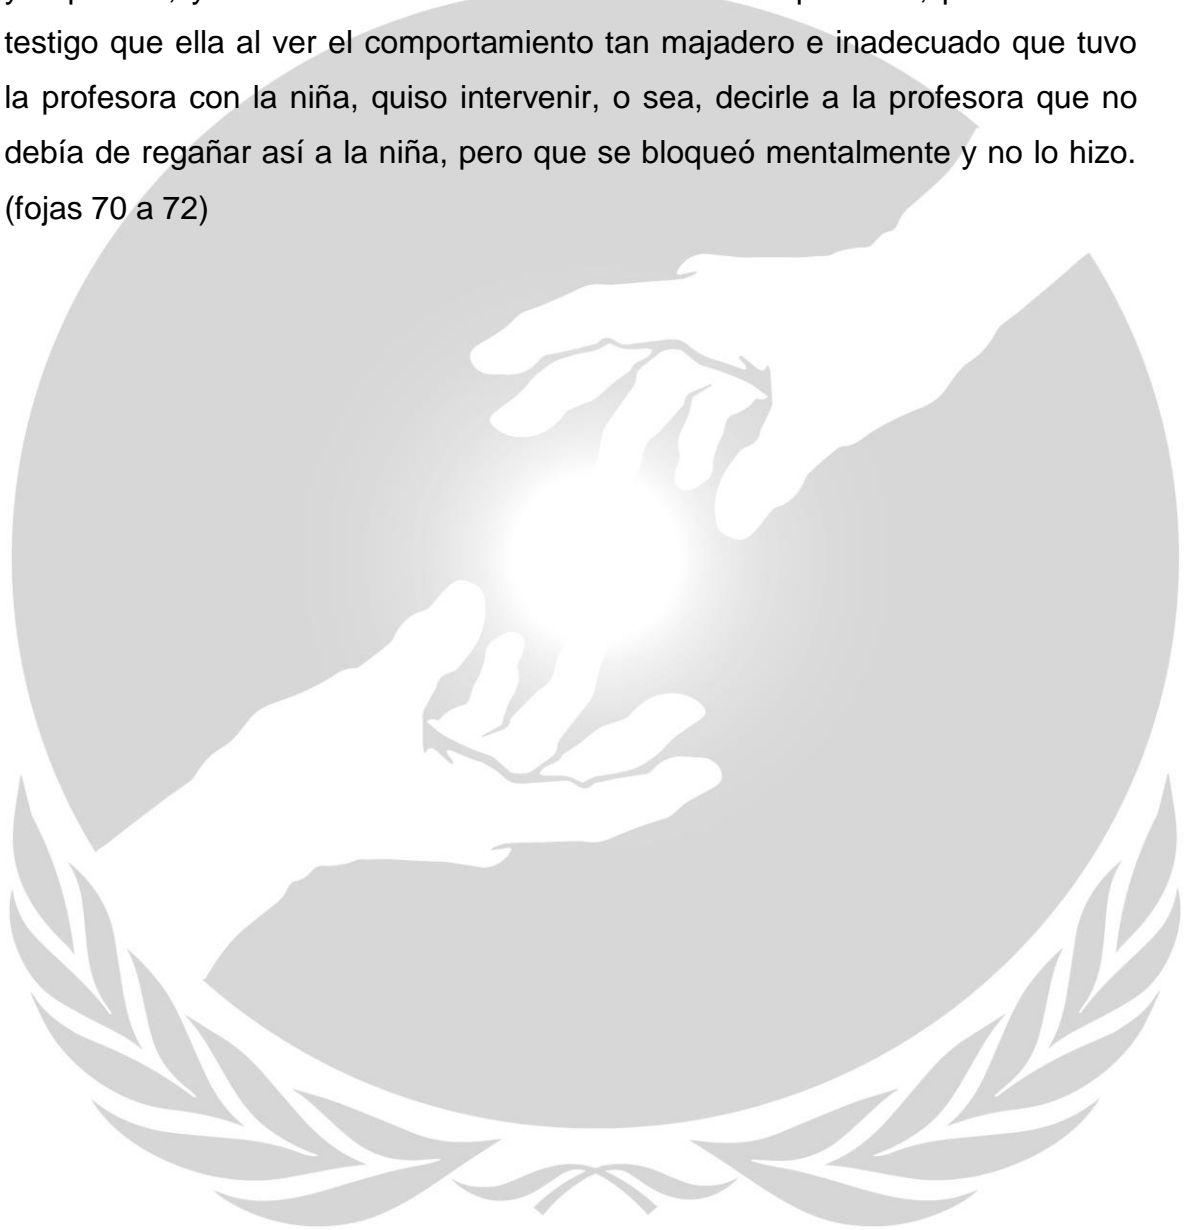 testigo que ella al ver el comportamiento tan majadero e inadecuado que tuvo
la profesora con la niña, quiso intervenir, o sea, decirle a la profesora que no
debía de regañar así a la niña, pero que se bloqueó mentalmente y no lo hizo.
(fojas 70 a 72)